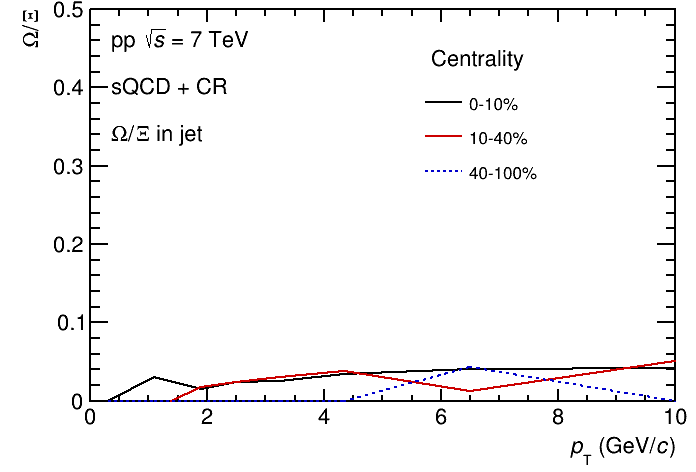 Ω/Ξ
0.5
0.4
0.3
0.2
0.1
0
pp √s = 7 TeV
sQCD + CR
Ω/Ξ in jet
Centrality
0-10%
10-40%
40-100%
0 2 4 6 8 10
p_T (GeV/c)